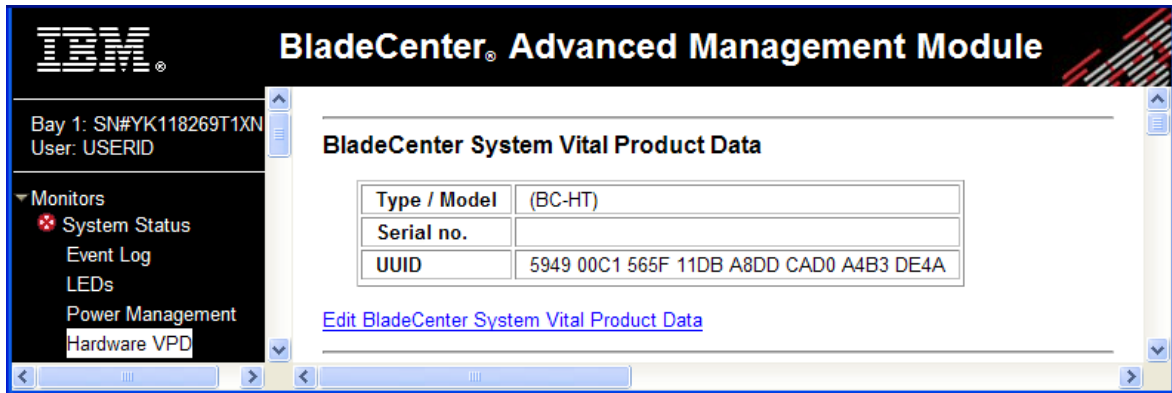 IBM®
BladeCenter® Advanced Management Module
Bay 1: SN#YK118269T1XN
User: USERID
Monitors
System Status
Event Log
LEDs
Power Management
Hardware VPD
BladeCenter System Vital Product Data
Type / Model (BC-HT)
Serial no.
UUID 5949 00C1 565F 11DB A8DD CAD0 A4B3 DE4A
Edit BladeCenter System Vital Product Data